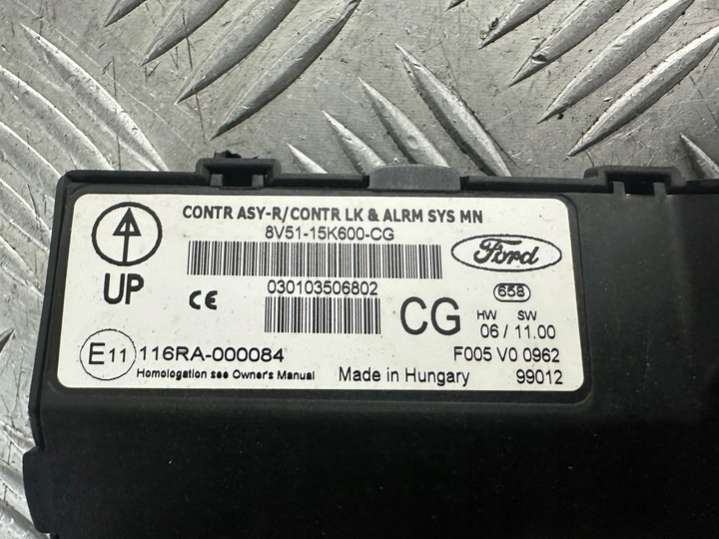 CONTR ASY-R/CONTR LK & ALRM SYS MN
8V51-15K600-CG
Ford
UP
CE
030103506802
CG
658
HW SW
06 / 11.00
E11 116RA-000084
F005 V0 0962
Homologation see Owner's Manual
Made in Hungary
99012